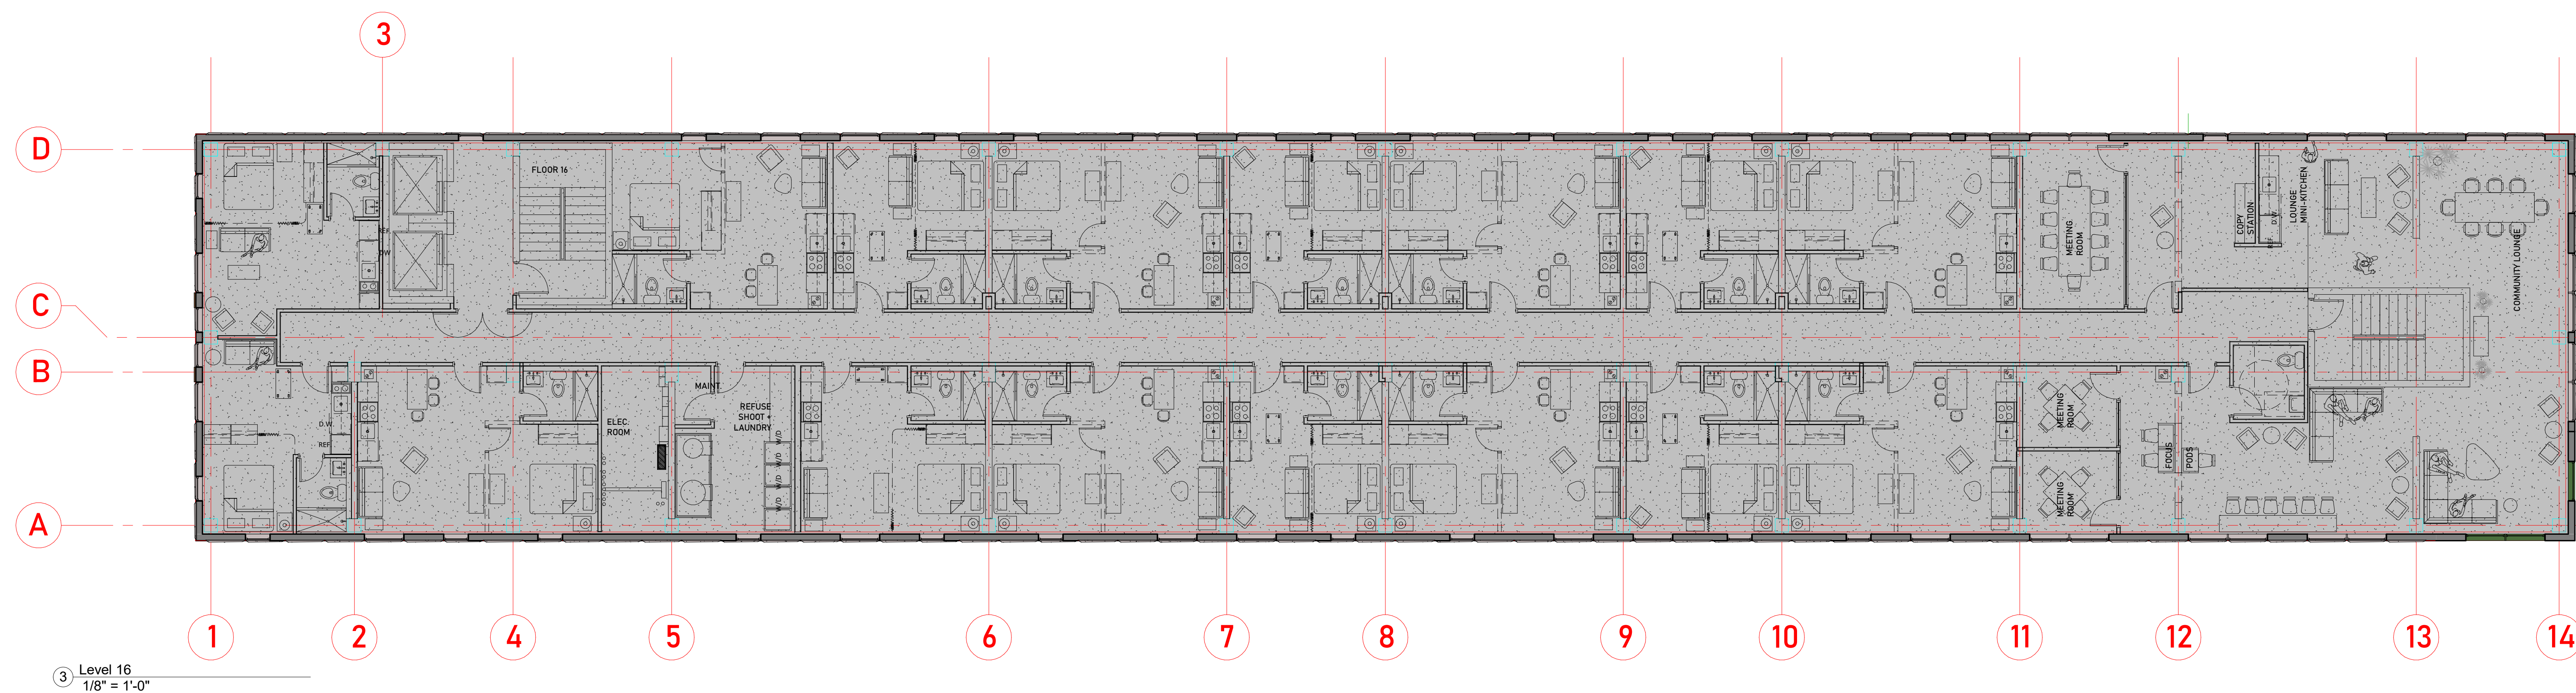 3
D
FLOOR 16
LOUNGE
MINI-KITCHEN
COPY
STATION
D.W.
REF.
REF.
DW
MEETING
ROOM
COMMUNITY LOUNGE
C
B
MAINT.
REFUSE
SHOOT +
LAUNDRY
ELEC.
ROOM
D.W.
REF.
W/D
W/D
W/D
W/D
MEETING
ROOM
FOCUS
PODS
MEETING
ROOM
A
1
2
4
5
6
7
8
9
10
11
12
13
14
3
Level 16
1/8" = 1'-0"